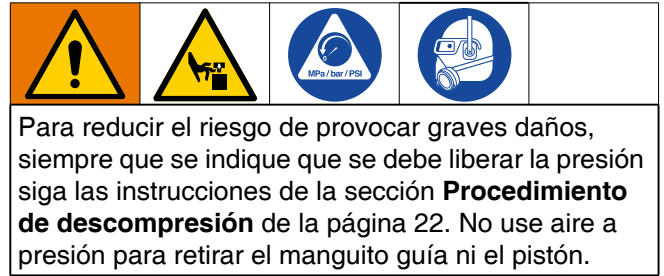 MPa / bar / PSI
Para reducir el riesgo de provocar graves daños,
siempre que se indique que se debe liberar la presión
siga las instrucciones de la sección Procedimiento
de descompresión de la página 22. No use aire a
presión para retirar el manguito guía ni el pistón.